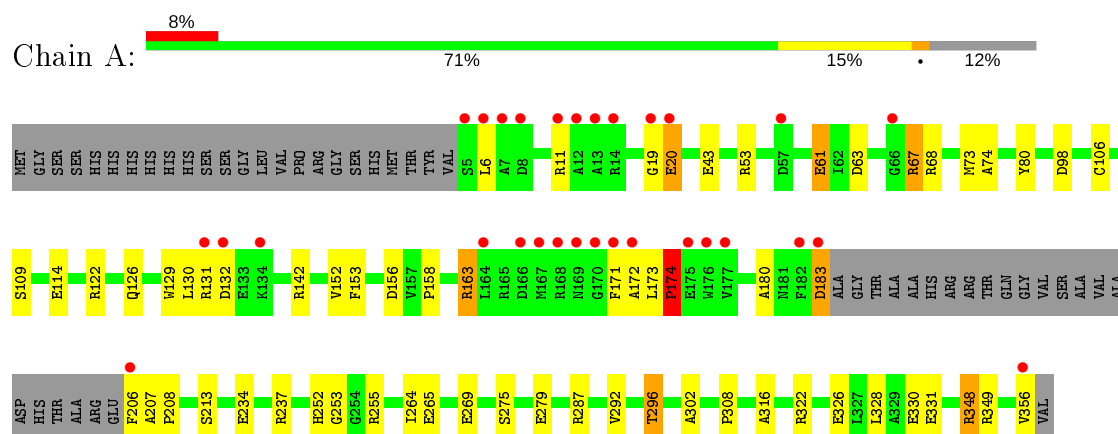 8%
Chain A:
71% 15% • 12%
MET GLY SER SER HIS HIS HIS HIS HIS HIS SER SER GLY LEU VAL PRO ARG GLY SER HIS MET THR TYR VAL S5 L6 A7 D8 R11 A12 A13 R14 G19 E20 E43 R53 D57 E61 I62 D63 G66 R67 R68 M73 A74 Y80 D98 C106
S109 E114 R122 Q126 W129 L130 R131 D132 E133 K134 R142 V152 F153 D156 V157 P158 R163 L164 R165 D166 M167 R168 N169 G170 F171 A172 L173 P174 E175 W176 V177 A180 N181 F182 D183 ALA GLY THR ALA ALA HIS ARG ARG THR GLN GLY VAL SER ALA VAL ALA
ASP HIS THR ALA ARG GLU F206 A207 P208 S213 E234 R237 H252 G253 G254 R255 I264 E265 E269 S275 E279 R287 V292 T296 A302 P308 A316 R322 E326 L327 L328 A329 E330 E331 R348 R349 V356 VAL